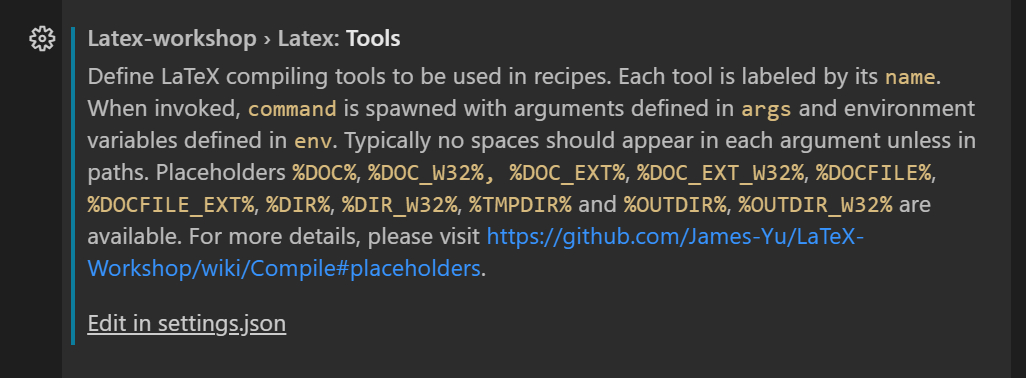 Latex-workshop › Latex: Tools
Define LaTeX compiling tools to be used in recipes. Each tool is labeled by its name.
When invoked, command is spawned with arguments defined in args and environment
variables defined in env. Typically no spaces should appear in each argument unless in
paths. Placeholders %DOC%, %DOC_W32%, %DOC_EXT%, %DOC_EXT_W32%, %DOCFILE%,
%DOCFILE_EXT%, %DIR%, %DIR_W32%, %TMPDIR% and %OUTDIR%, %OUTDIR_W32% are
available. For more details, please visit https://github.com/James-Yu/LaTeX-
Workshop/wiki/Compile#placeholders.
Edit in settings.json